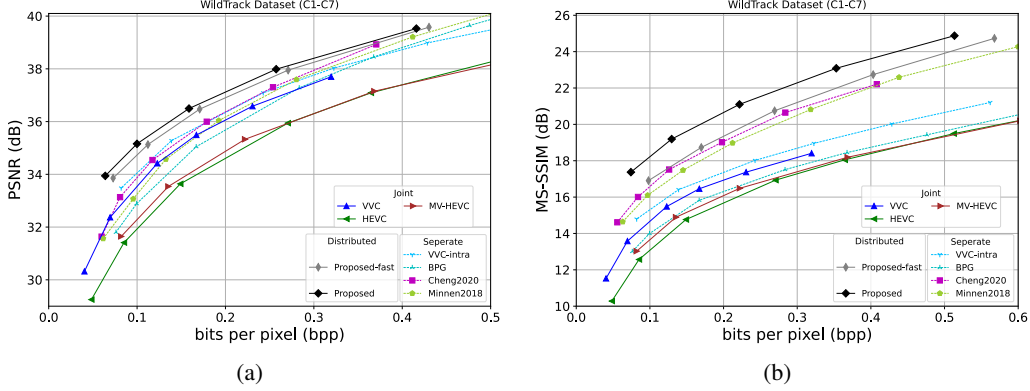 WildTrack Dataset (C1-C7)
PSNR (dB)
40
38
36
34
32
30
0.0
0.1
0.2
0.3
0.4
0.5
bits per pixel (bpp)
Joint
VVC
HEVC
MV-HEVC
Distributed
Proposed-fast
Proposed
Seperate
VVC-intra
BPG
Cheng2020
Minnen2018
(a)
WildTrack Dataset (C1-C7)
MS-SSIM (dB)
26
24
22
20
18
16
14
12
10
0.0
0.1
0.2
0.3
0.4
0.5
0.6
bits per pixel (bpp)
Joint
VVC
HEVC
MV-HEVC
Distributed
Proposed-fast
Proposed
Seperate
VVC-intra
BPG
Cheng2020
Minnen2018
(b)